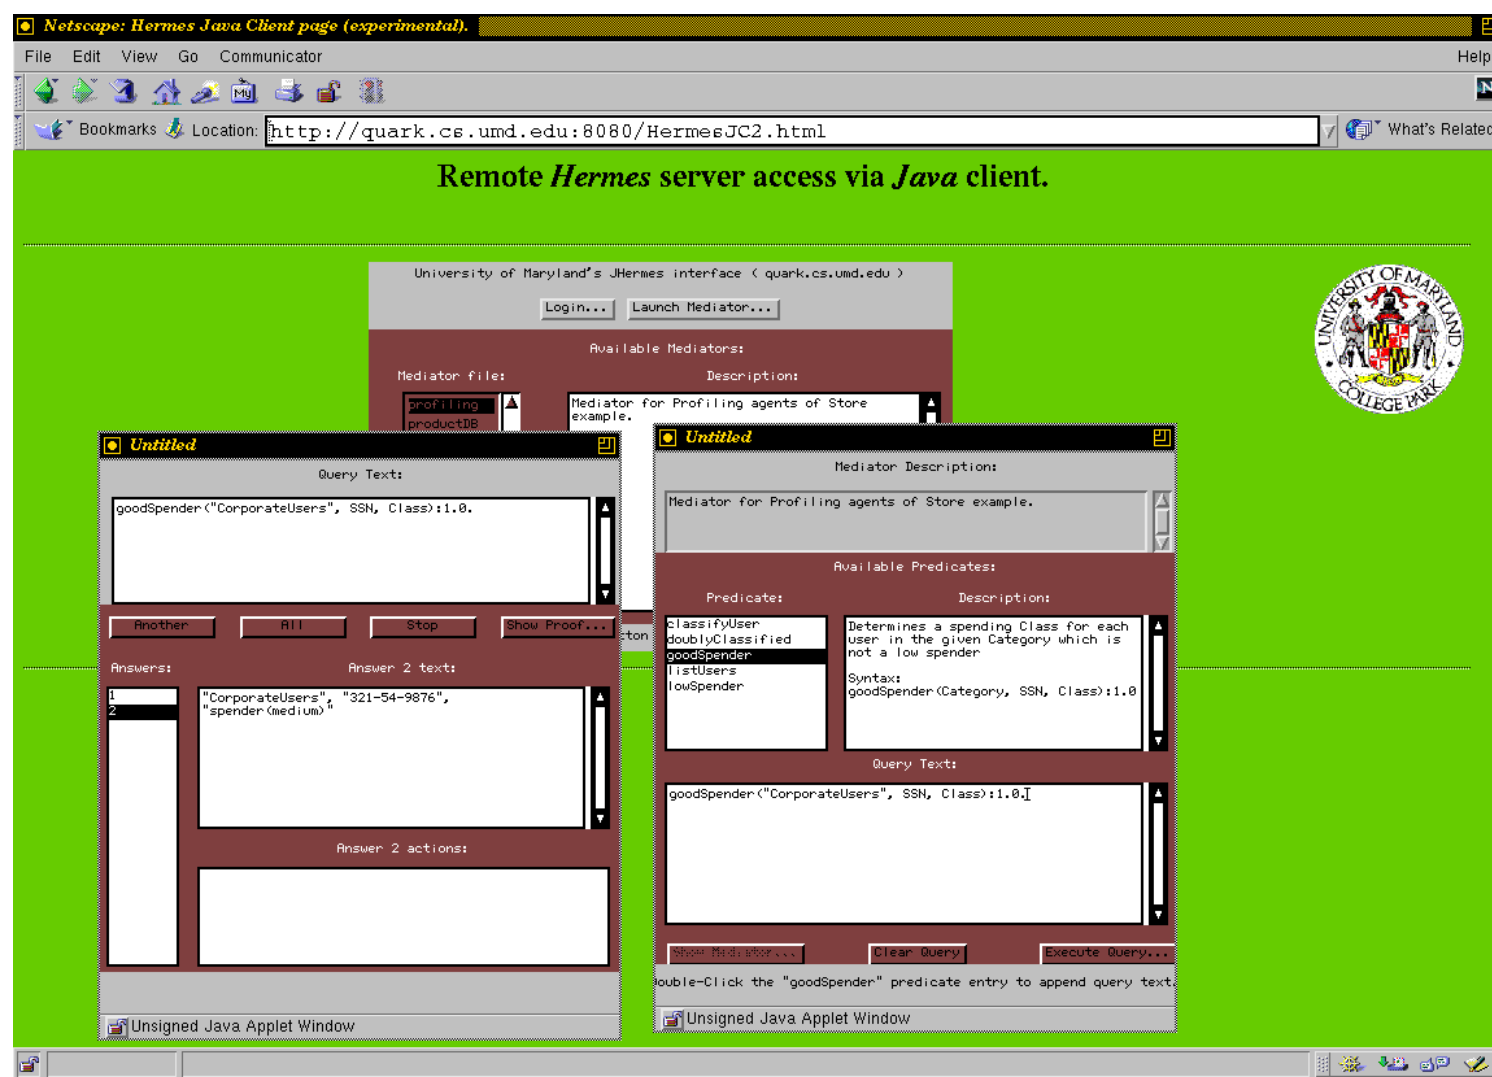 Netscape: Hermes Java Client page (experimental).
File Edit View Go Communicator Help
My
N
Bookmarks Location: http://quark.cs.umd.edu:8080/HermesJC2.html What's Related
Remote Hermes server access via Java client.
University of Maryland's JHermes interface ( quark.cs.umd.edu )
Login... Launch Mediator...
Available Mediators:
Mediator file: Description:
profiling
productDB
Mediator for Profiling agents of Store
example.
UNIVERSITY OF MARYLAND
COLLEGE PARK
Untitled
Query Text:
goodSpender("CorporateUsers", SSN, Class):1.0.
Another All Stop Show Proof...
Answers: Answer 2 text:
1
2
"CorporateUsers", "321-54-9876",
"spender(medium)"
Answer 2 actions:
Unsigned Java Applet Window
Untitled
Mediator Description:
Mediator for Profiling agents of Store example.
Available Predicates:
Predicate: Description:
classifyUser
doublyClassified
goodSpender
listUsers
lowSpender
Determines a spending Class for each
user in the given Category which is
not a low spender
Syntax:
goodSpender(Category, SSN, Class):1.0
Query Text:
goodSpender("CorporateUsers", SSN, Class):1.0.
Show Mediator... Clear Query Execute Query...
ouble-Click the "goodSpender" predicate entry to append query text.
Unsigned Java Applet Window